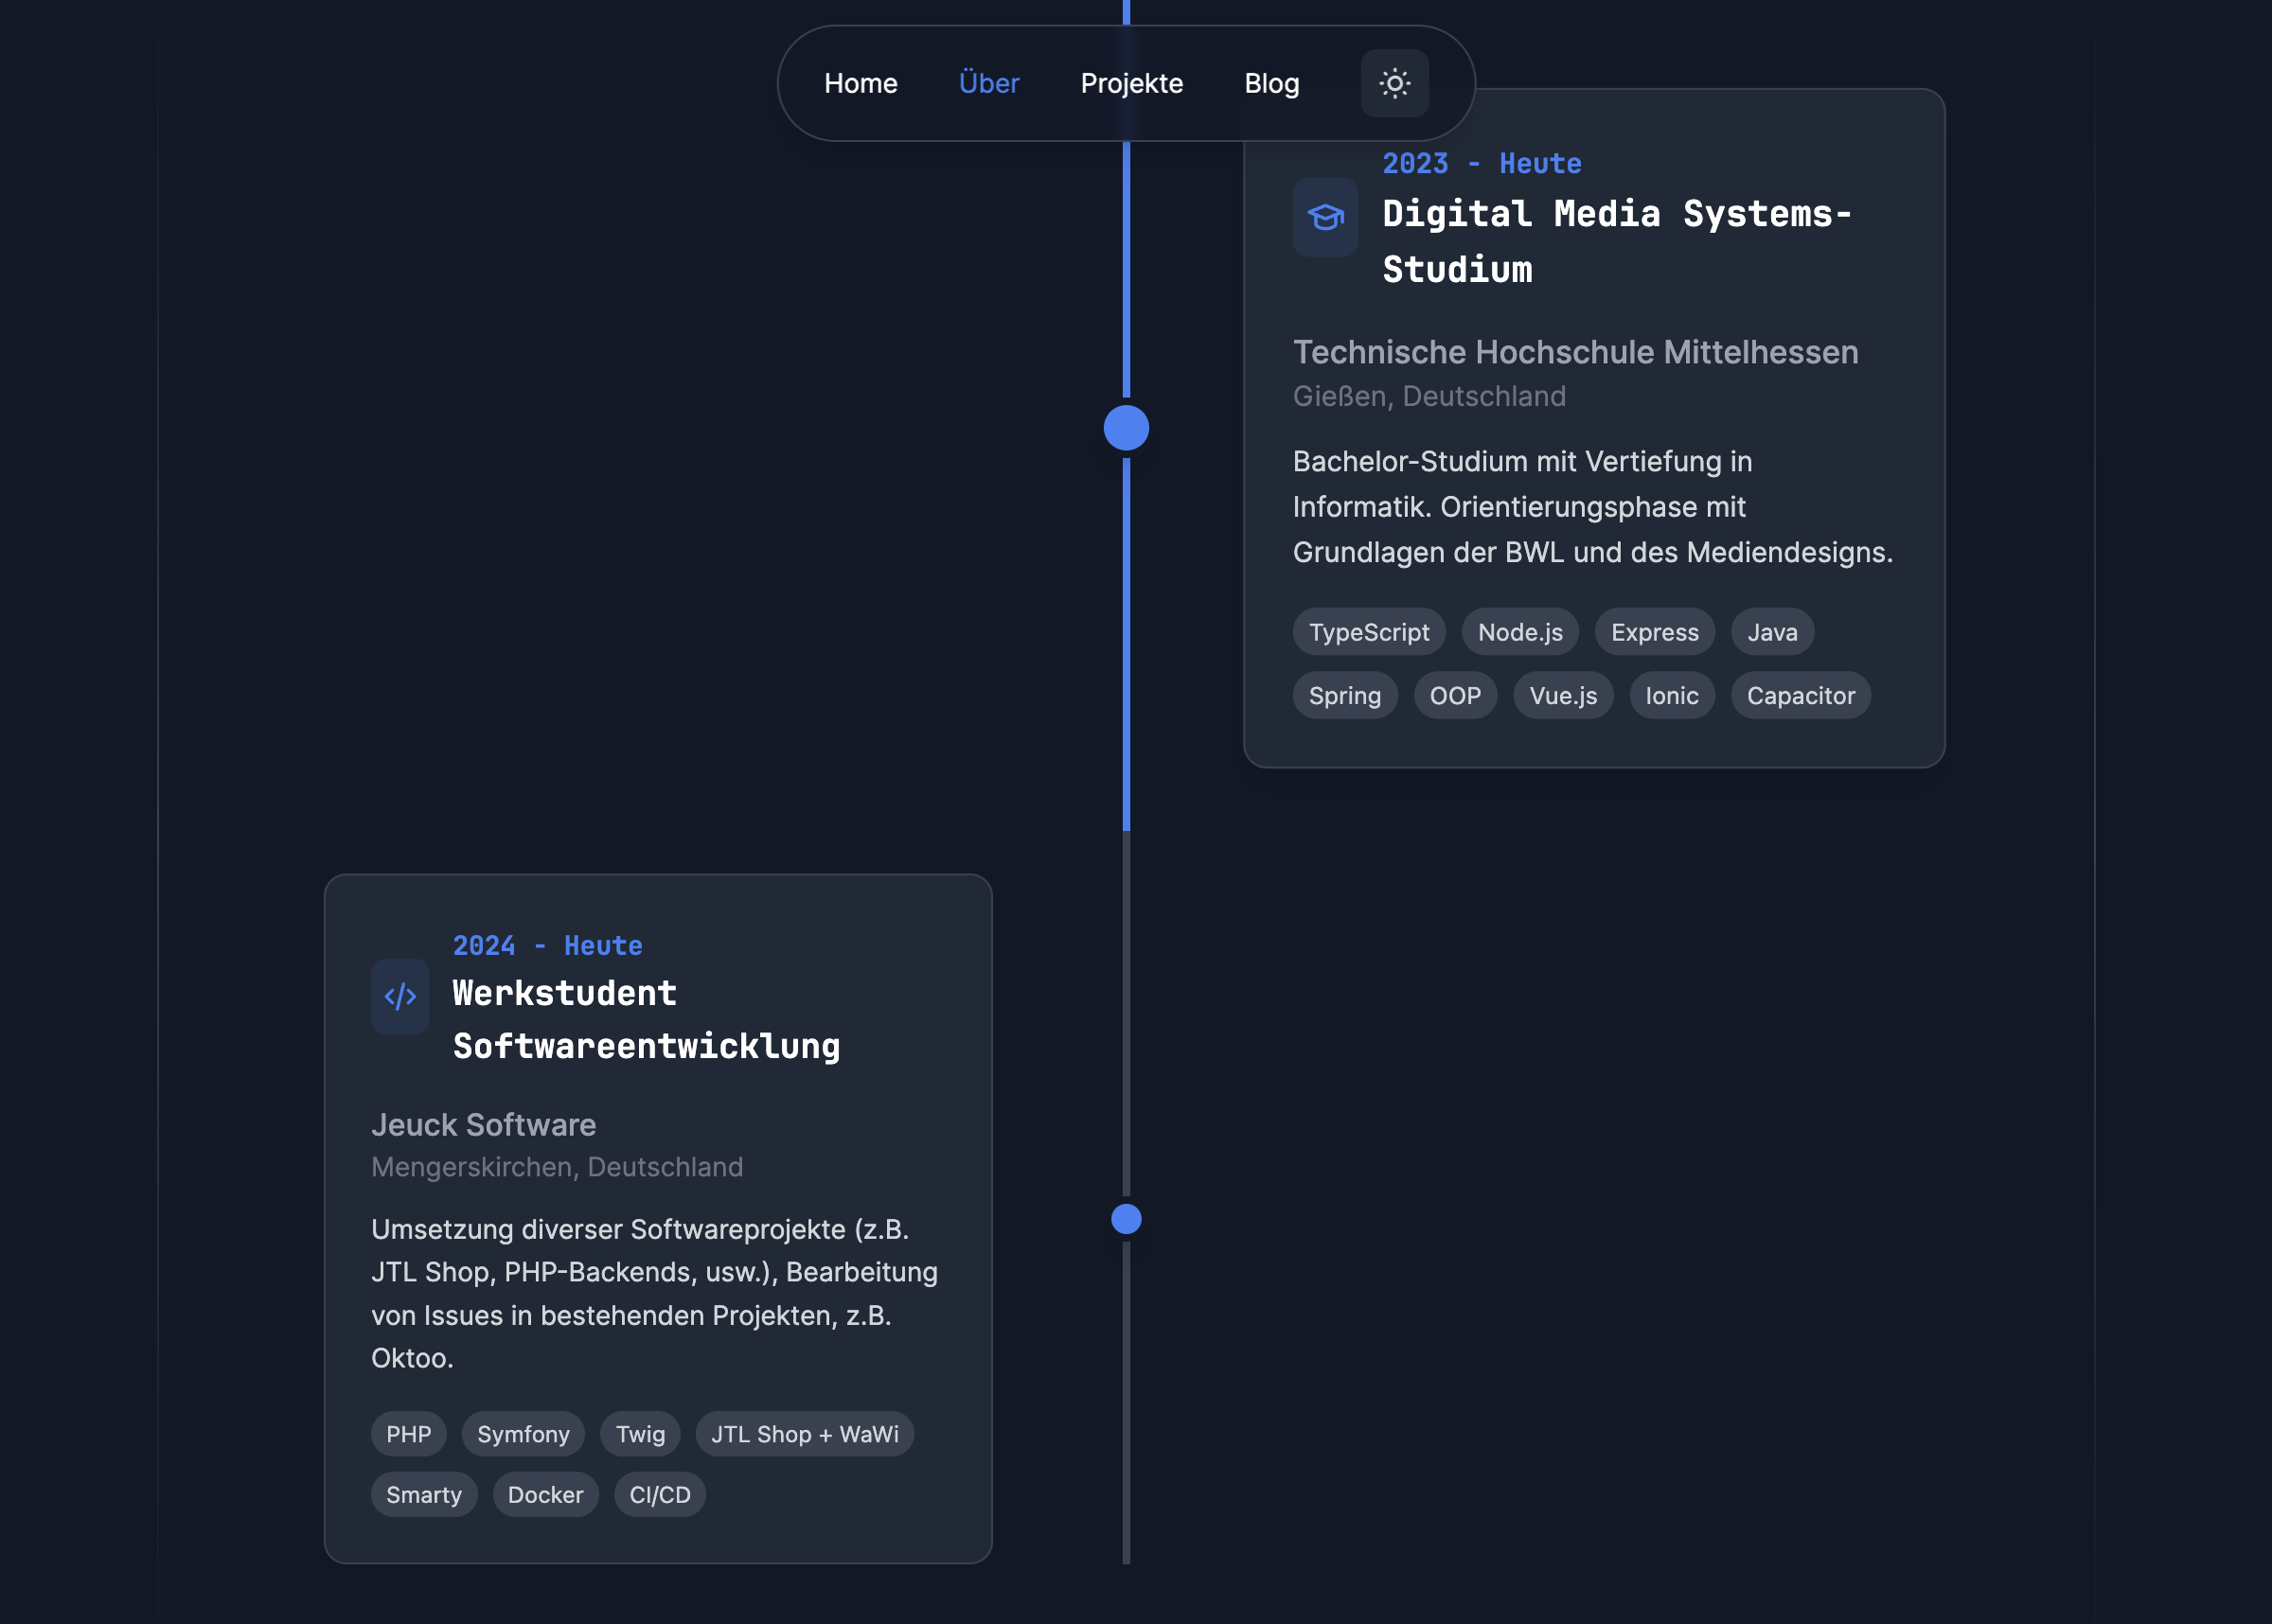 Home Über Projekte Blog
2023 - Heute
Digital Media Systems-
Studium
Technische Hochschule Mittelhessen
Gießen, Deutschland
Bachelor-Studium mit Vertiefung in
Informatik. Orientierungsphase mit
Grundlagen der BWL und des Mediendesigns.
TypeScript Node.js Express Java
Spring OOP Vue.js Ionic Capacitor
2024 - Heute
Werkstudent
Softwareentwicklung
Jeuck Software
Mengerskirchen, Deutschland
Umsetzung diverser Softwareprojekte (z.B.
JTL Shop, PHP-Backends, usw.), Bearbeitung
von Issues in bestehenden Projekten, z.B.
Oktoo.
PHP Symfony Twig JTL Shop + WaWi
Smarty Docker CI/CD